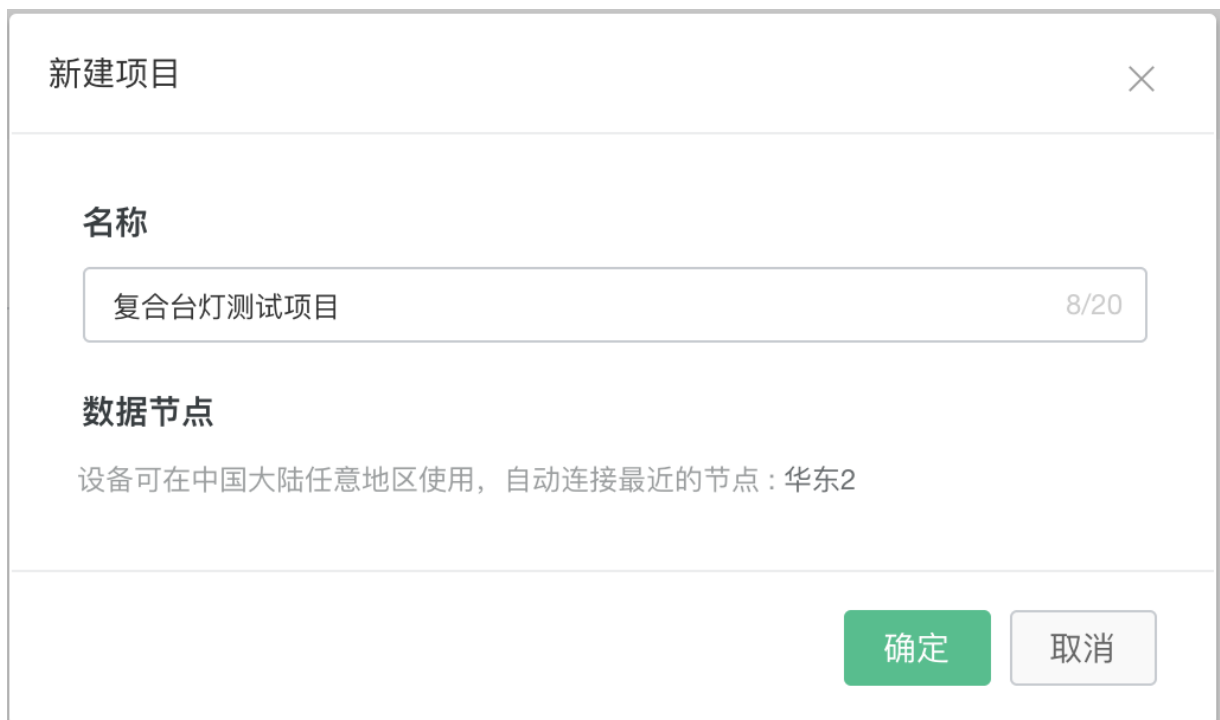 新建项目
名称
复合台灯测试项目
8/20
数据节点
设备可在中国大陆任意地区使用，自动连接最近的节点 : 华东2
确定
取消